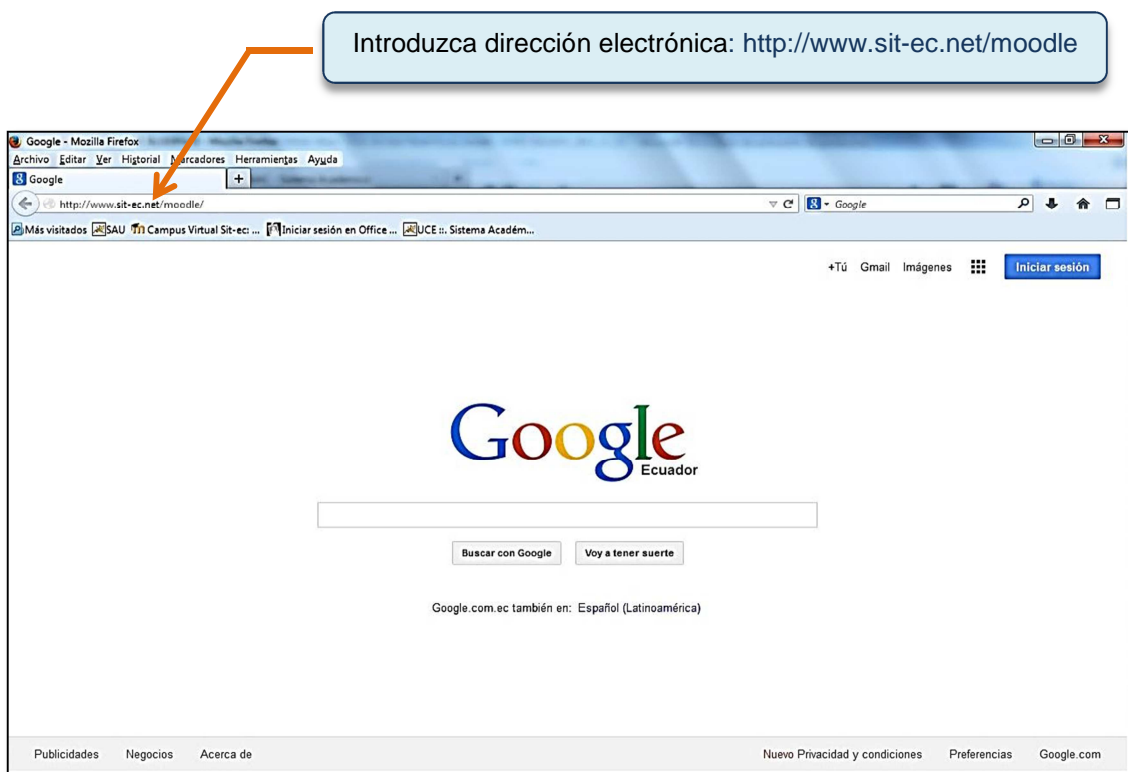 Introduzca dirección electrónica: http://www.sit-ec.net/moodle
Google - Mozilla Firefox
Archivo Editar Ver Historial Marcadores Herramientas Ayuda
Google +
http://www.sit-ec.net/moodle/ Google
Más visitados SAU Campus Virtual Sit-ec: ... Iniciar sesión en Office ... UCE ::. Sistema Académ...
+Tú Gmail Imágenes Iniciar sesión
Google
Ecuador
Buscar con Google Voy a tener suerte
Google.com.ec también en: Español (Latinoamérica)
Publicidades Negocios Acerca de Nuevo Privacidad y condiciones Preferencias Google.com